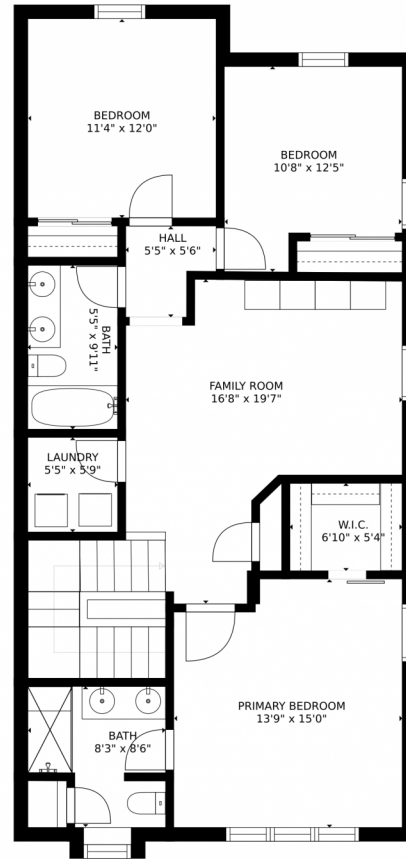 BEDROOM
11'4" x 12'0"
BEDROOM
10'8" x 12'5"
HALL
5'5" x 5'6"
BATH
5'5" x 9'11"
FAMILY ROOM
16'8" x 19'7"
LAUNDRY
5'5" x 5'9"
W.I.C.
6'10" x 5'4"
PRIMARY BEDROOM
13'9" x 15'0"
BATH
8'3" x 8'6"